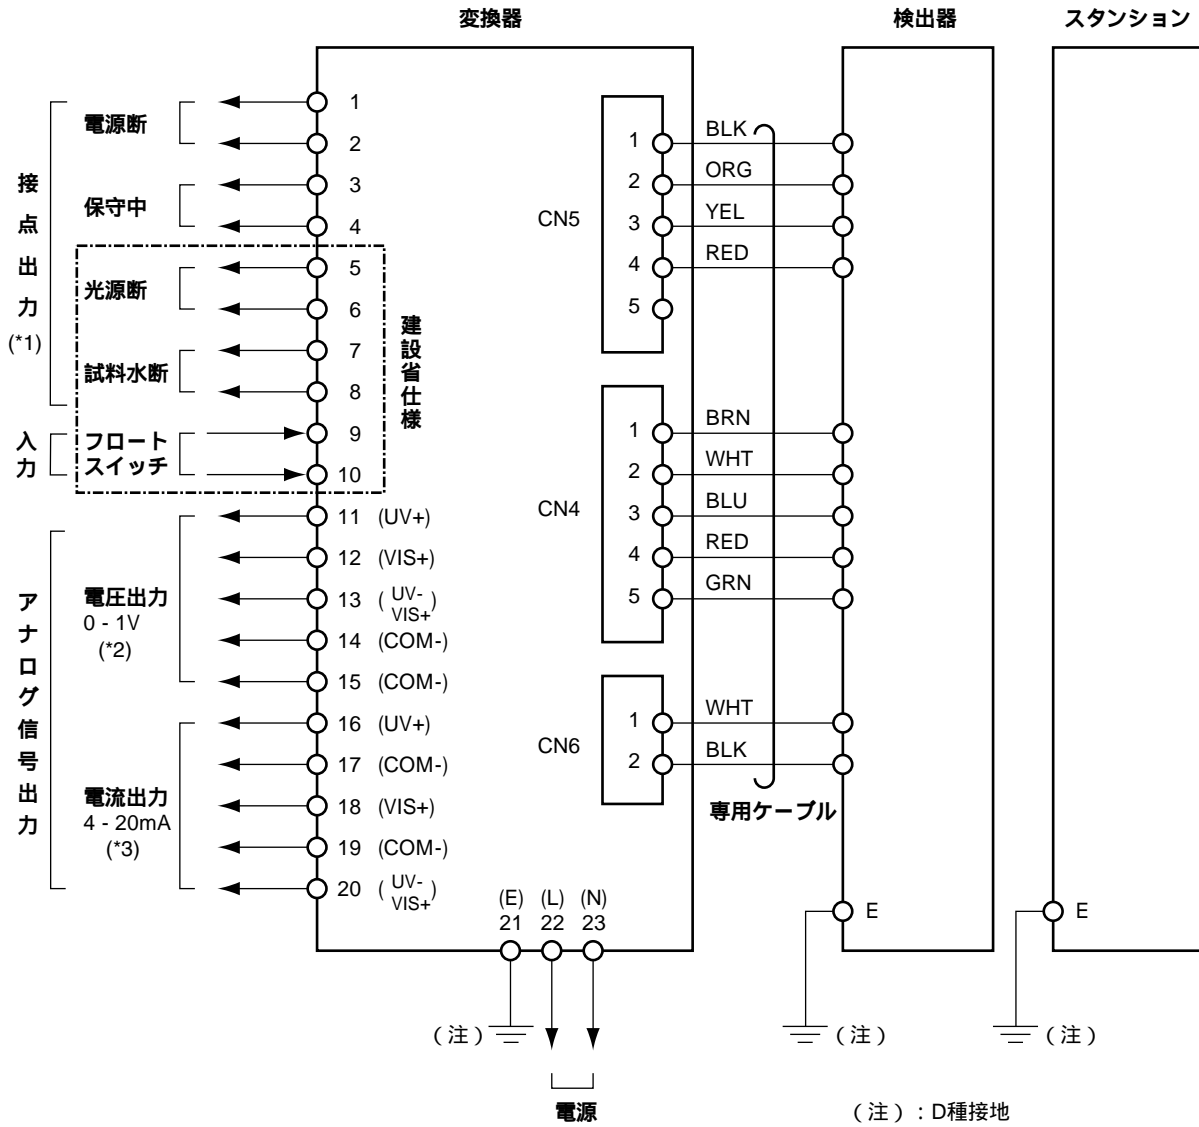 変換器
検出器
スタンション
接点出力
(*1)
電源断
保守中
光源断
試料水断
入力
フロート
スイッチ
建設省仕様
アナログ信号出力
電圧出力
0 - 1V
(*2)
電流出力
4 - 20mA
(*3)
1
2
3
4
5
6
7
8
9
10
11 (UV+)
12 (VIS+)
13 ( UV-
VIS+ )
14 (COM-)
15 (COM-)
16 (UV+)
17 (COM-)
18 (VIS+)
19 (COM-)
20 ( UV-
VIS+ )
CN5
1 BLK
2 ORG
3 YEL
4 RED
5
CN4
1 BRN
2 WHT
3 BLU
4 RED
5 GRN
CN6
1 WHT
2 BLK
専用ケーブル
(E) (L) (N)
21 22 23
E
E
(注)
(注)
(注)
電源
(注):D種接地